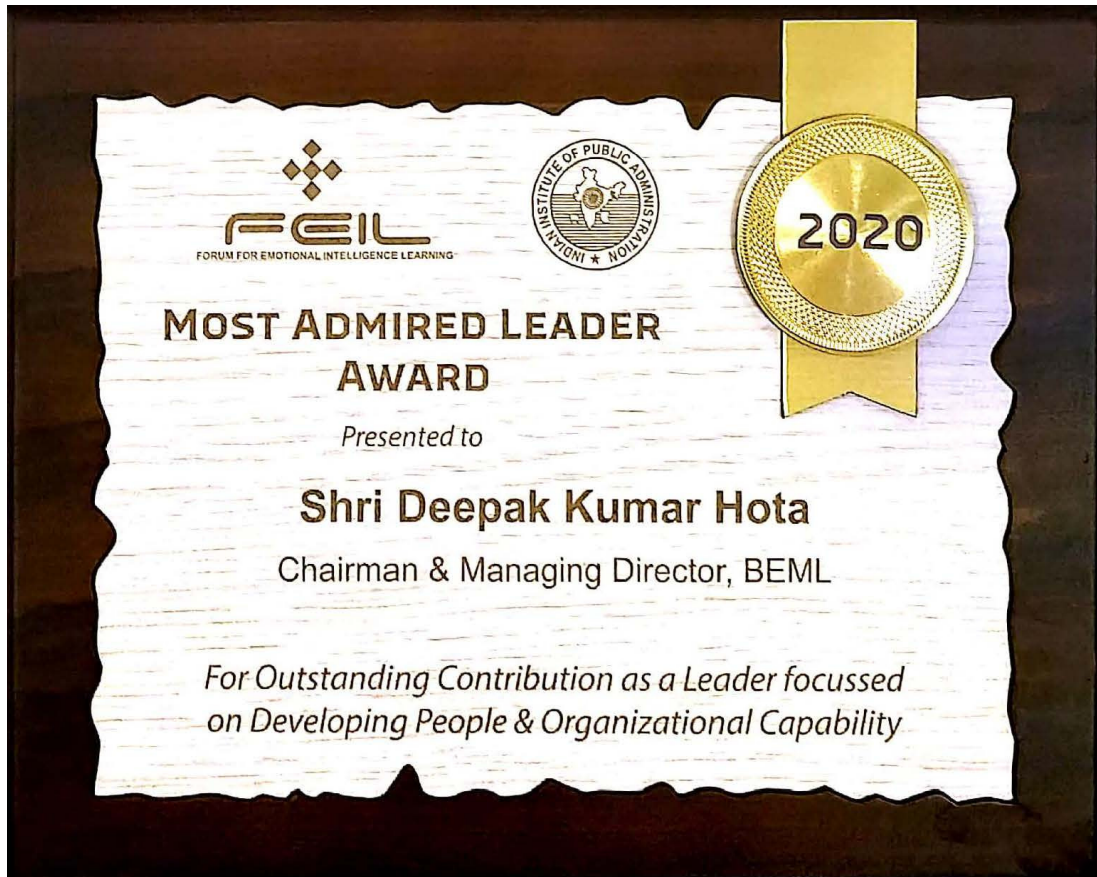 FEIL
FORUM FOR EMOTIONAL INTELLIGENCE LEARNING
INDIAN INSTITUTE OF PUBLIC ADMINISTRATION
2020
MOST ADMIRED LEADER
AWARD
Presented to
Shri Deepak Kumar Hota
Chairman & Managing Director, BEML
For Outstanding Contribution as a Leader focussed
on Developing People & Organizational Capability